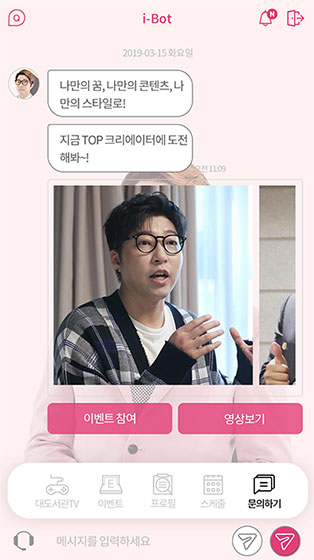 i-Bot
N
2019-03-15 화요일
나만의 꿈, 나만의 콘텐츠, 나
만의 스타일로!
지금 TOP 크리에이터에 도전
해봐~!
오전 11:09
이벤트 참여
영상보기
대도서관TV
이벤트
프로필
스케줄
문의하기
메시지를 입력하세요